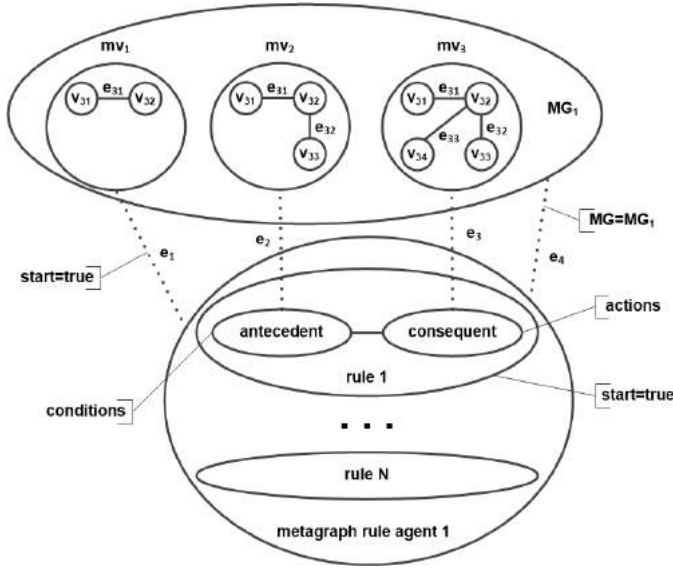 mv₁ mv₂ mv₃
v₃₁ e₃₁ v₃₂ v₃₁ e₃₁ v₃₂ v₃₁ e₃₁ v₃₂
MG₁
e₃₂ e₃₃ e₃₂
v₃₃ v₃₄ v₃₃
MG=MG₁
e₁ e₂ e₃ e₄
start=true
actions
antecedent consequent
rule 1
start=true
conditions
. . .
rule N
metagraph rule agent 1